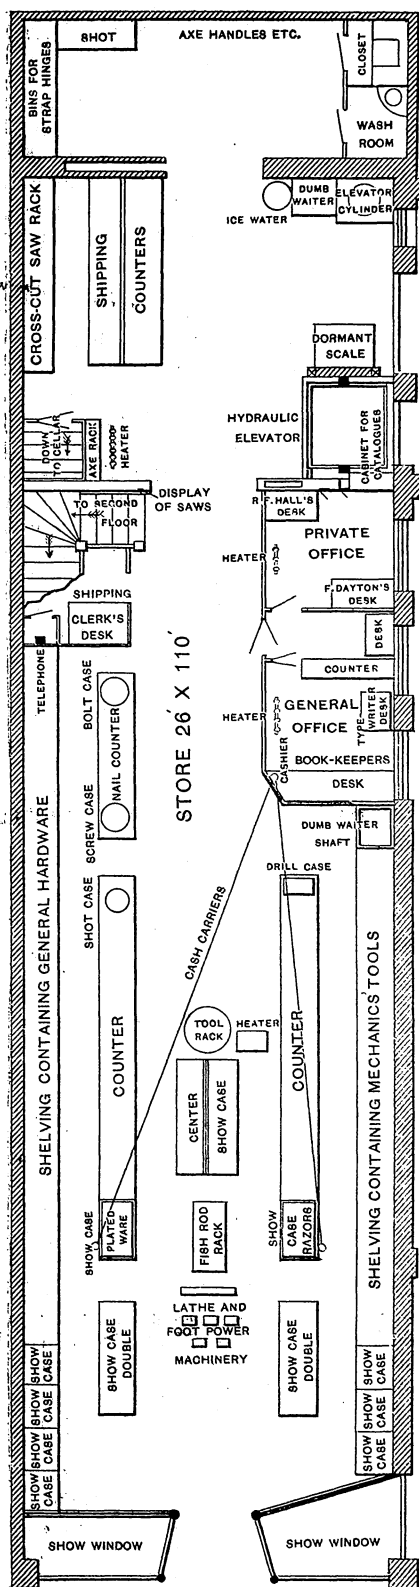 BINS FOR
STRAP HINGES
SHOT
AXE HANDLES ETC.
CLOSET
WASH
ROOM
CROSS-CUT SAW RACK
SHIPPING
COUNTERS
ICE WATER
DUMB
WAITER
ELEVATOR
CYLINDER
DORMANT
SCALE
HYDRAULIC
ELEVATOR
CABINET FOR
CATALOGUES
DOWN
TO CELLAR
AXE RACK
HEATER
DISPLAY
OF SAWS
TO SECOND
FLOOR
R.F. HALL'S
DESK
PRIVATE
OFFICE
HEATER
F. DAYTON'S
DESK
SHIPPING
CLERK'S
DESK
TELEPHONE
DESK
COUNTER
GENERAL
OFFICE
HEATER
TYPE
WRITER
DESK
CASHIER
BOOK-KEEPERS
DESK
STORE 26' X 110'
BOLT CASE
NAIL COUNTER
SCREW CASE
DUMB WAITER
SHAFT
SHOT CASE
DRILL CASE
CASH CARRIERS
SHELVING CONTAINING GENERAL HARDWARE
COUNTER
TOOL
RACK
HEATER
COUNTER
SHELVING CONTAINING MECHANICS' TOOLS
CENTER
SHOW CASE
SHOW CASE
PLATED
WARE
FISH ROD
RACK
SHOW
CASE
RAZORS
LATHE AND
FOOT POWER
MACHINERY
SHOW CASE
DOUBLE
SHOW CASE
DOUBLE
SHOW
CASE
SHOW
CASE
SHOW
CASE
SHOW
CASE
SHOW
CASE
SHOW
CASE
SHOW
CASE
SHOW WINDOW
SHOW WINDOW